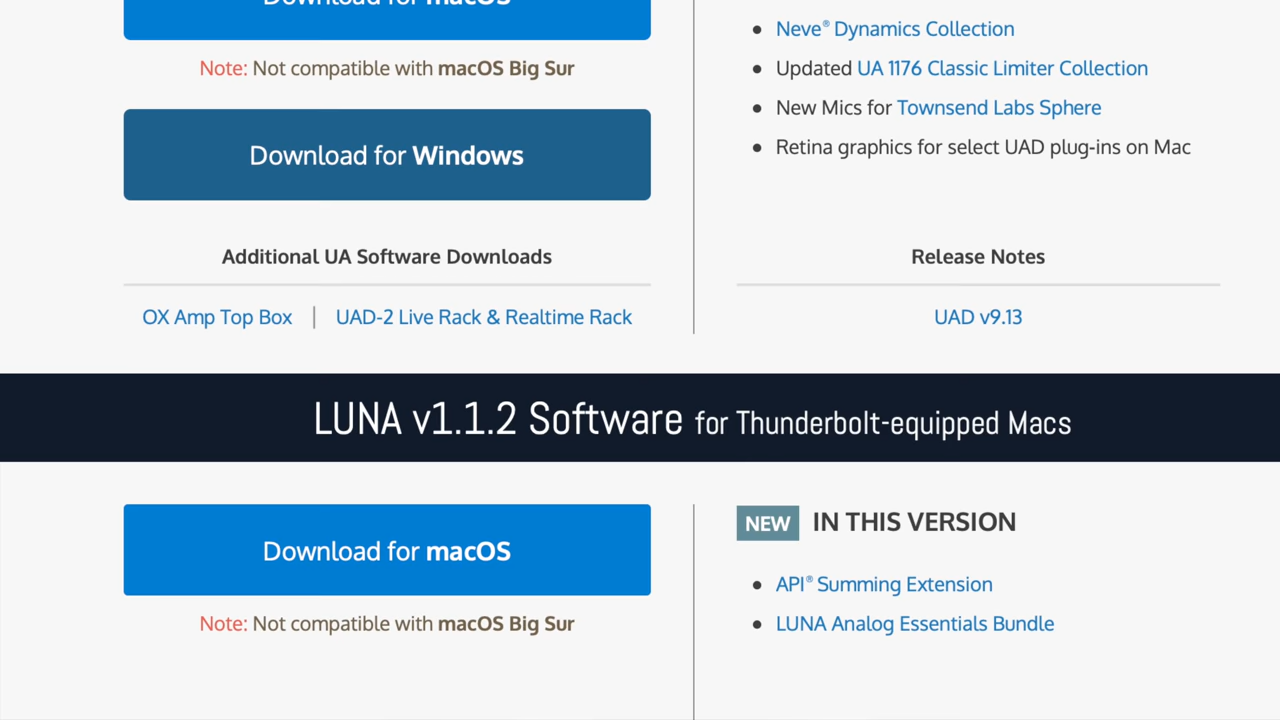 Download for macOS
Note: Not compatible with macOS Big Sur
Download for Windows
Additional UA Software Downloads
OX Amp Top Box | UAD-2 Live Rack & Realtime Rack
Neve® Dynamics Collection
Updated UA 1176 Classic Limiter Collection
New Mics for Townsend Labs Sphere
Retina graphics for select UAD plug-ins on Mac
Release Notes
UAD v9.13
LUNA v1.1.2 Software for Thunderbolt-equipped Macs
Download for macOS
Note: Not compatible with macOS Big Sur
NEW IN THIS VERSION
API® Summing Extension
LUNA Analog Essentials Bundle